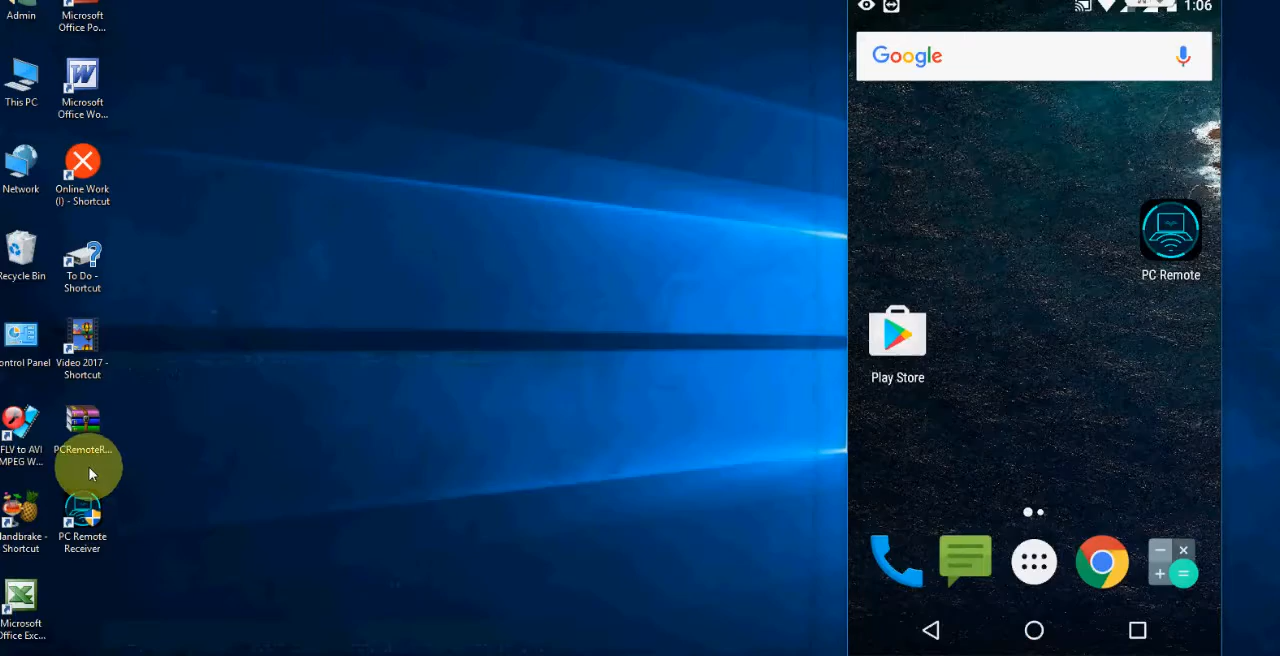 Admin
Microsoft
Office Po...
This PC
Microsoft
Office Wo...
Network
Online Work
(I) - Shortcut
Recycle Bin
To Do -
Shortcut
ontrol Panel
Video 2017 -
Shortcut
FLV to AVI
MPEG W...
PCRemoteR...
Handbrake -
Shortcut
PC Remote
Receiver
Microsoft
Office Exc...
1:06
Google
PC Remote
Play Store